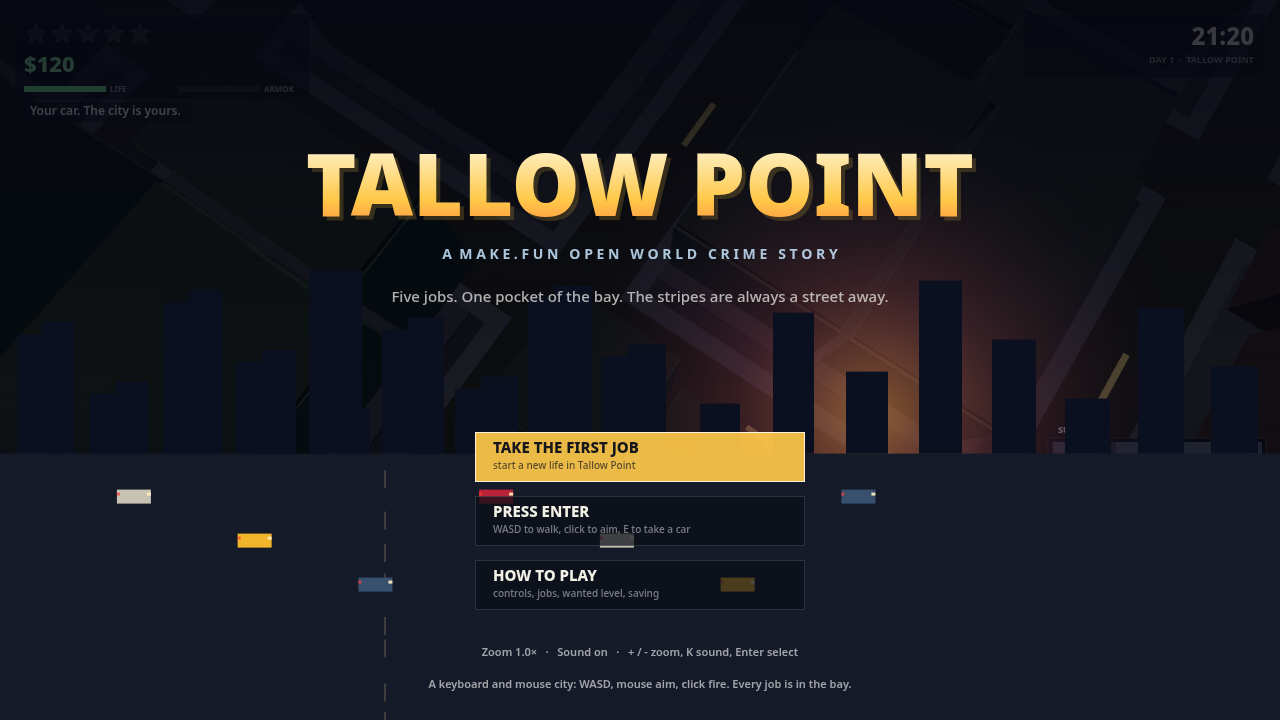 $120
LIFE
ARMOR
Your car. The city is yours.
21:20
DAY 1 · TALLOW POINT
TALLOW POINT
A MAKE.FUN OPEN WORLD CRIME STORY
Five jobs. One pocket of the bay. The stripes are always a street away.
TAKE THE FIRST JOB
start a new life in Tallow Point
PRESS ENTER
WASD to walk, click to aim, E to take a car
HOW TO PLAY
controls, jobs, wanted level, saving
Zoom 1.0× · Sound on · + / - zoom, K sound, Enter select
A keyboard and mouse city: WASD, mouse aim, click fire. Every job is in the bay.